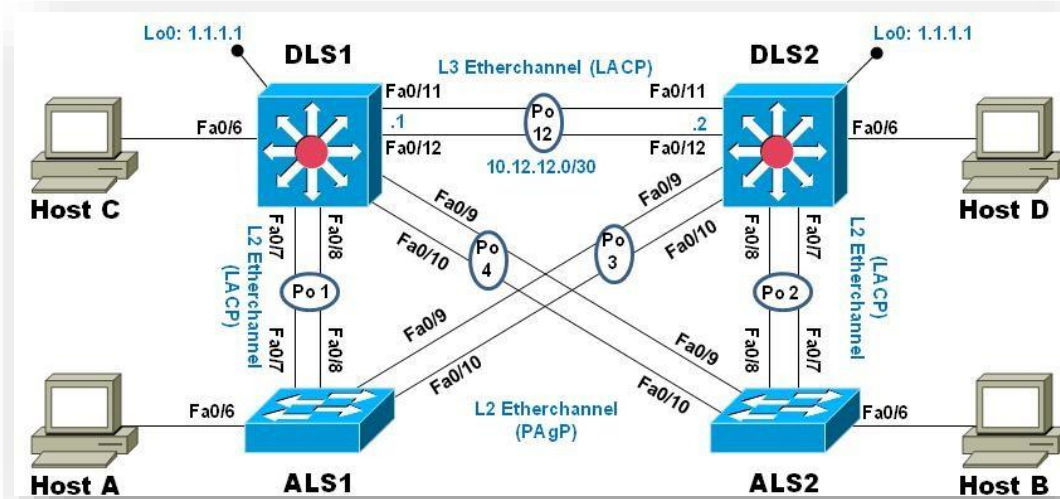 Lo0: 1.1.1.1
Lo0: 1.1.1.1
DLS1
DLS2
L3 Etherchannel (LACP)
Fa0/11
Fa0/11
Fa0/6
.1
Po
12
.2
Fa0/6
Fa0/12
Fa0/12
10.12.12.0/30
Host C
Host D
Fa0/9
Fa0/9
Fa0/10
Fa0/10
Fa0/7
Fa0/8
Fa0/7
Fa0/8
L2 Etherchannel
(LACP)
Po 1
Po
4
Po
3
Po 2
L2 Etherchannel
(LACP)
Fa0/7
Fa0/8
Fa0/9
Fa0/10
Fa0/9
Fa0/10
Fa0/8
Fa0/7
Fa0/6
L2 Etherchannel
(PAgP)
Fa0/6
Host A
ALS1
ALS2
Host B